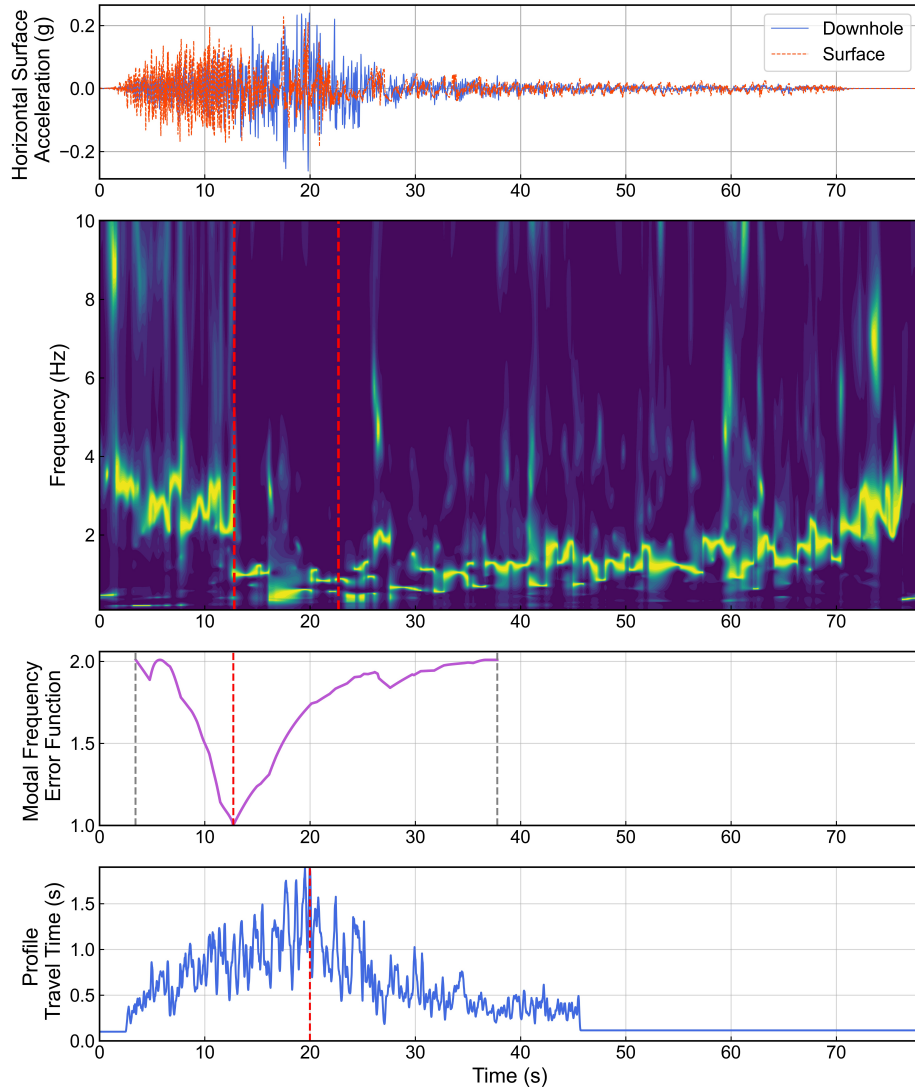 Horizontal Surface
Acceleration (g)
0.2
0.0
−0.2
Downhole
Surface
0 10 20 30 40 50 60 70
Frequency (Hz)
10
8
6
4
2
0 10 20 30 40 50 60 70
Modal Frequency
Error Function
2.0
1.5
1.0
0 10 20 30 40 50 60 70
Profile
Travel Time (s)
1.5
1.0
0.5
0.0
0 10 20 30 40 50 60 70
Time (s)